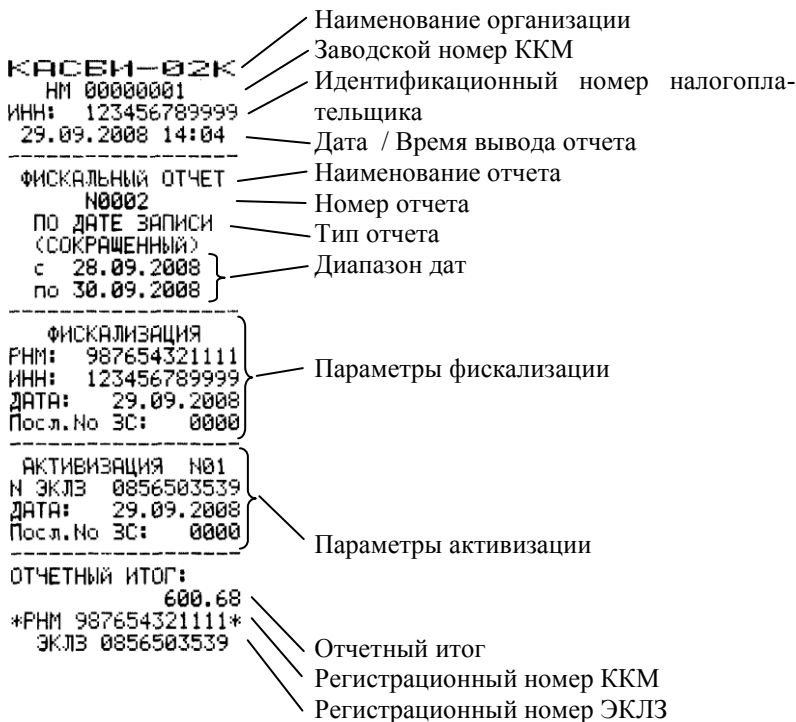 КАСБИ-02К
НМ 00000001
ИНН: 123456789999
29.09.2008 14:04
ФИСКАЛЬНЫЙ ОТЧЕТ
N0002
ПО ДАТЕ ЗАПИСИ
(СОКРАЩЕННЫЙ)
с 28.09.2008
по 30.09.2008
ФИСКАЛИЗАЦИЯ
РНМ: 987654321111
ИНН: 123456789999
ДАТА: 29.09.2008
Посл.No ЗС: 0000
АКТИВИЗАЦИЯ N01
N ЭКЛЗ 0856503539
ДАТА: 29.09.2008
Посл.No ЗС: 0000
ОТЧЕТНЫЙ ИТОГ:
600.68
*РНМ 987654321111*
ЭКЛЗ 0856503539
Наименование организации
Заводской номер ККМ
Идентификационный номер налогопла-
тельщика
Дата / Время вывода отчета
Наименование отчета
Номер отчета
Тип отчета
Диапазон дат
Параметры фискализации
Параметры активизации
Отчетный итог
Регистрационный номер ККМ
Регистрационный номер ЭКЛЗ